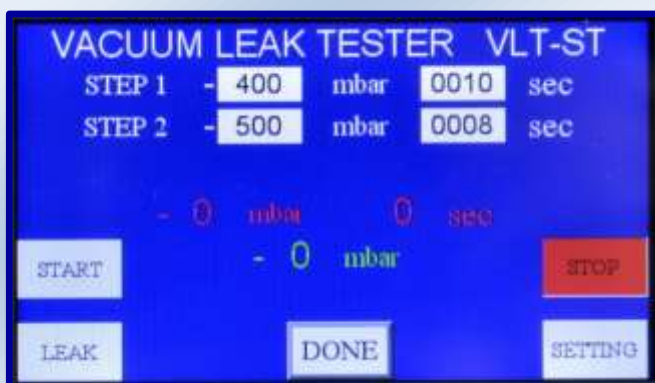 VACUUM LEAK TESTER VLT-ST
STEP 1 - 400 mbar 0010 sec
STEP 2 - 500 mbar 0008 sec
- 0 mbar 0 sec
START - 0 mbar STOP
LEAK DONE SETTING